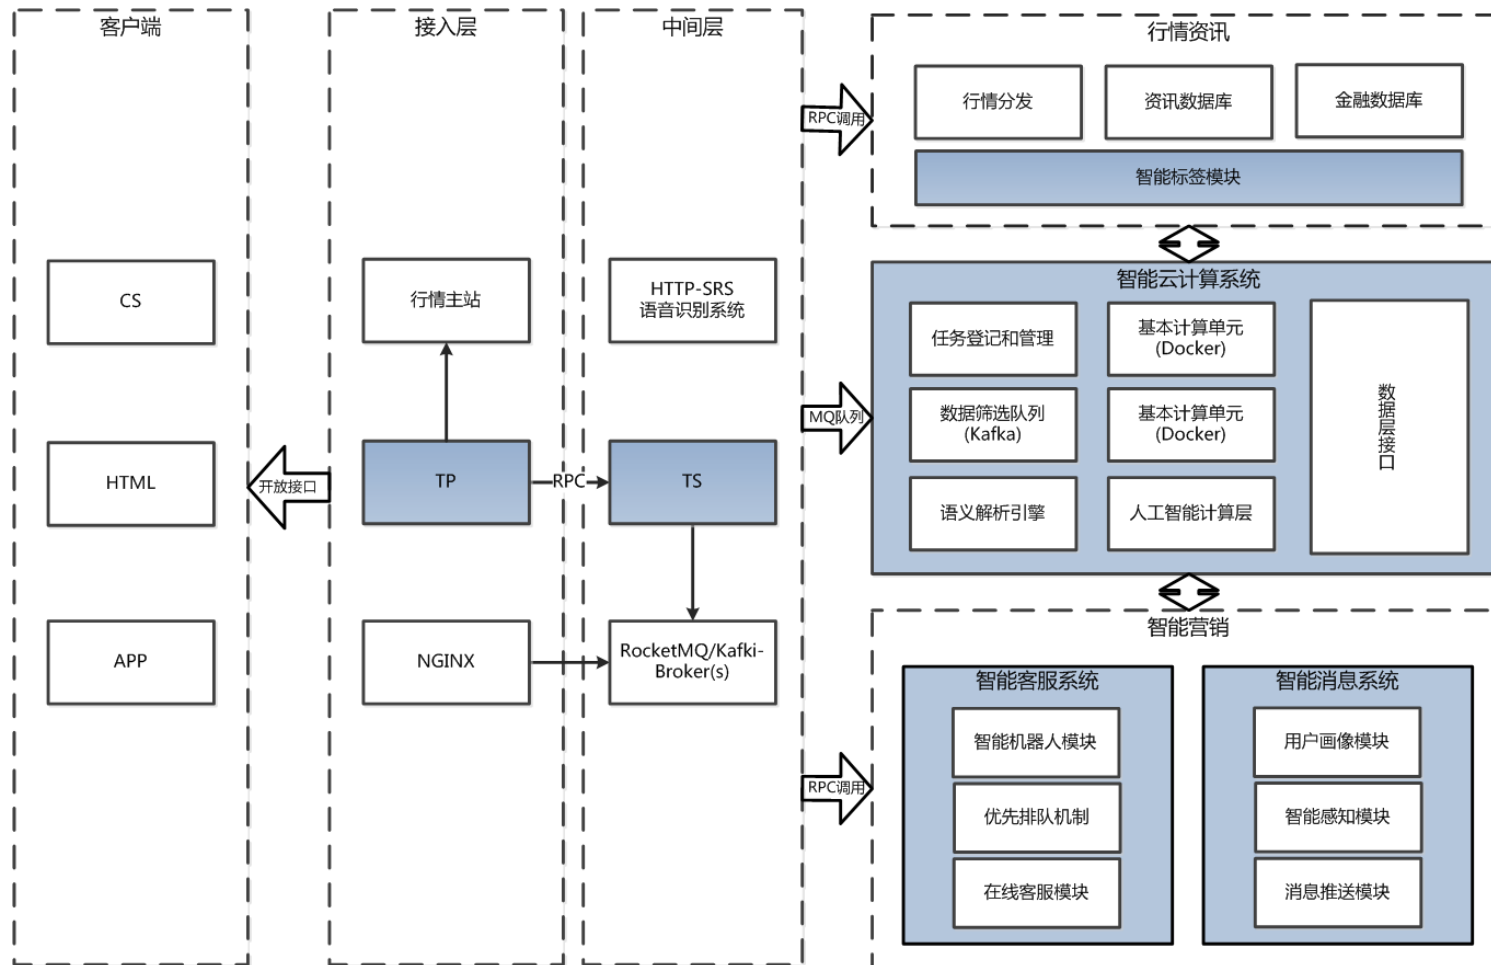 客户端
CS
HTML
APP
开放接口
接入层
行情主站
TP
NGINX
RPC
中间层
HTTP-SRS
语音识别系统
TS
RocketMQ/Kafki-
Broker(s)
RPC调用
MQ队列
RPC调用
行情资讯
行情分发
资讯数据库
金融数据库
智能标签模块
智能云计算系统
任务登记和管理
基本计算单元
(Docker)
数据筛选队列
(Kafka)
基本计算单元
(Docker)
语义解析引擎
人工智能计算层
数据层接口
智能营销
智能客服系统
智能机器人模块
优先排队机制
在线客服模块
智能消息系统
用户画像模块
智能感知模块
消息推送模块